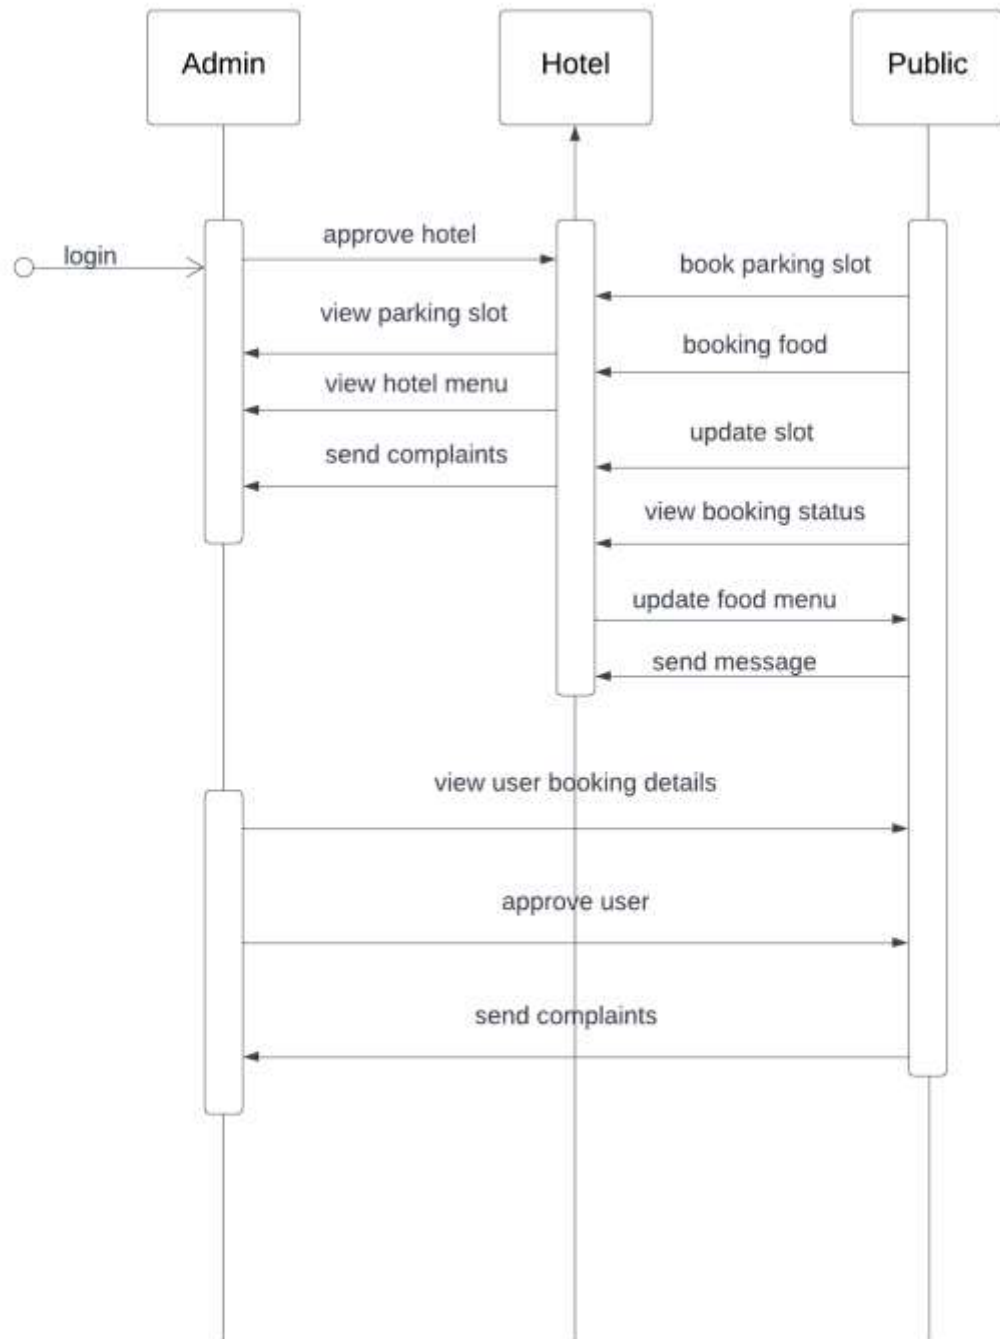 Admin
Hotel
Public
approve hotel
login
book parking slot
view parking slot
booking food
view hotel menu
update slot
send complaints
view booking status
update food menu
send message
view user booking details
approve user
send complaints